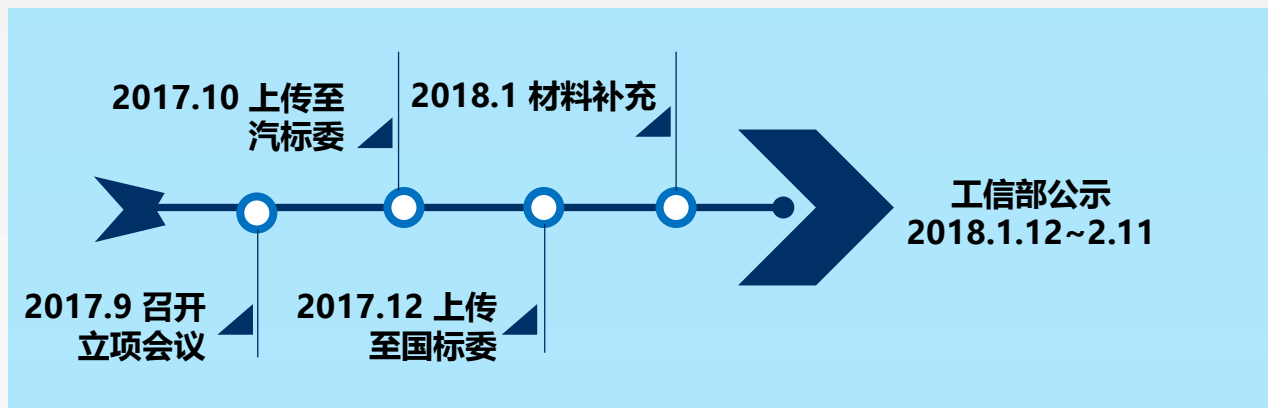 2017.10 上传至
汽标委
2018.1 材料补充
工信部公示
2018.1.12~2.11
2017.9 召开
立项会议
2017.12 上传
至国标委